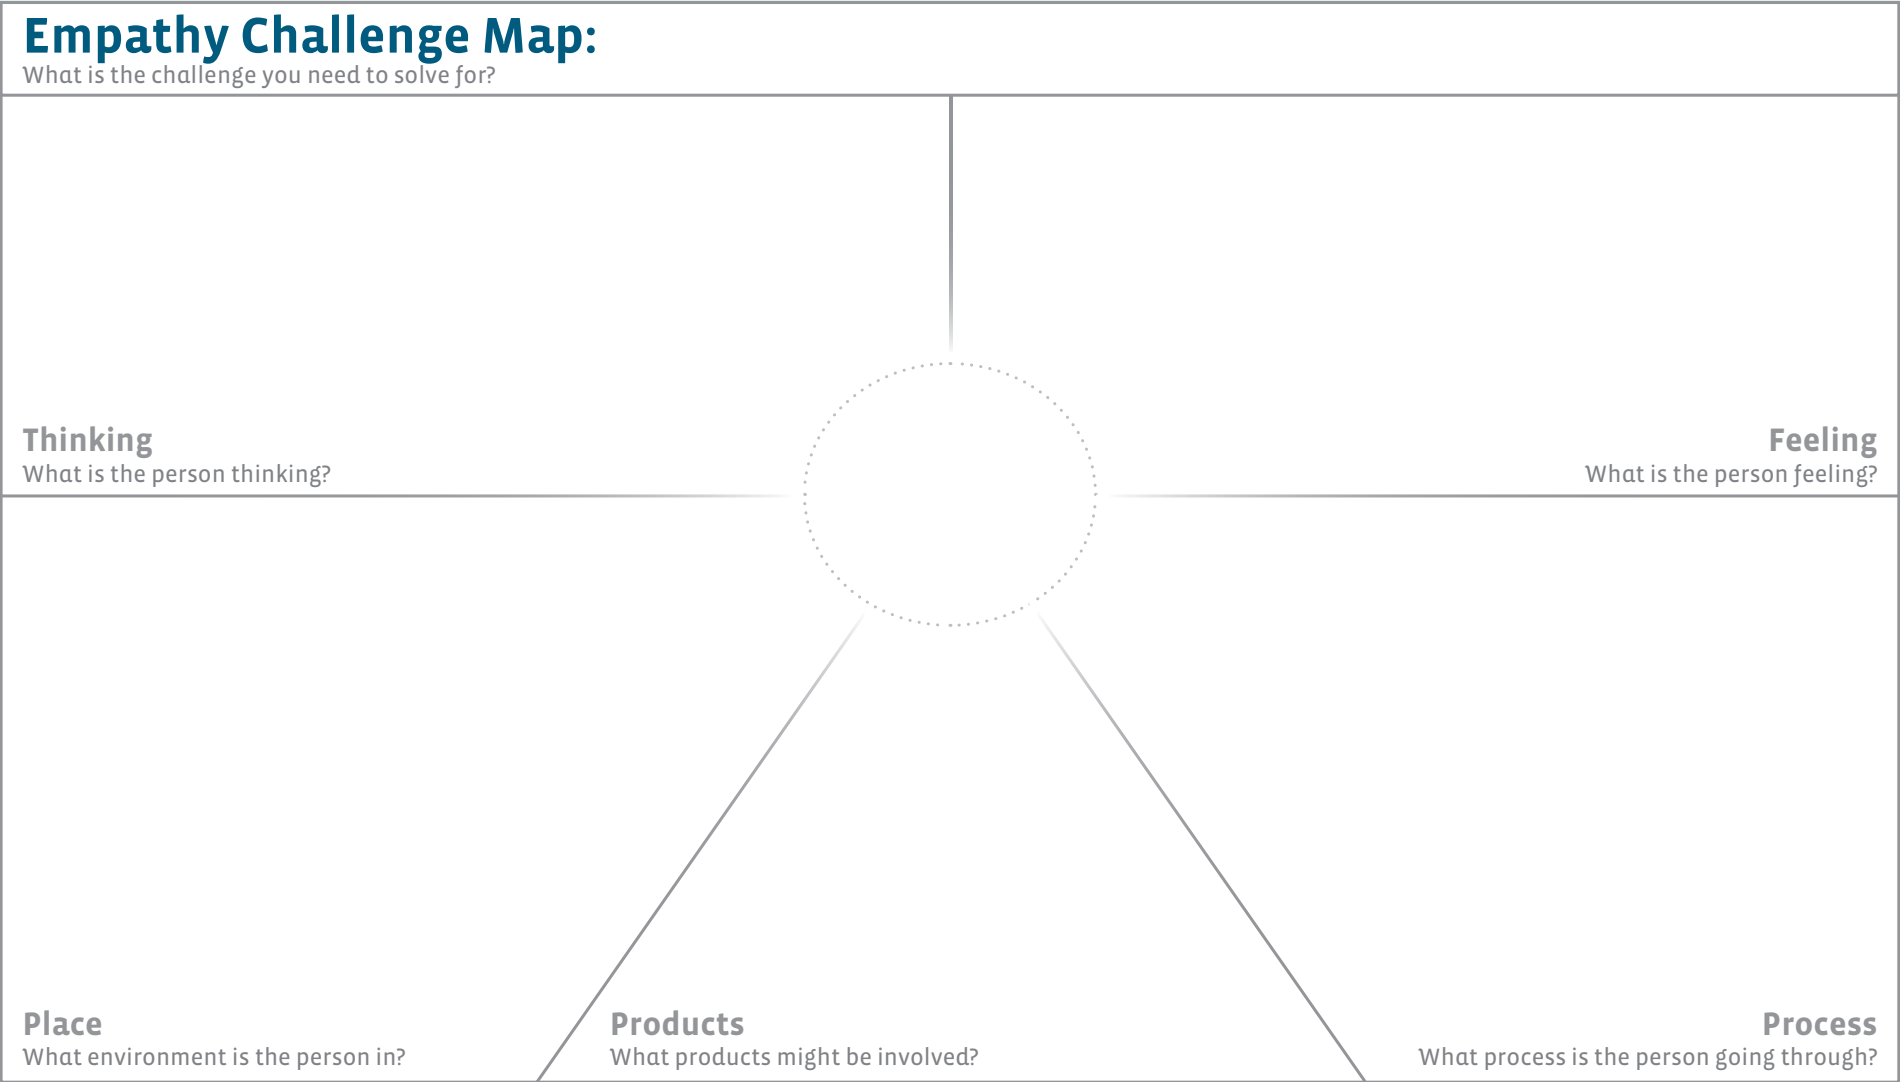 Empathy Challenge Map:
What is the challenge you need to solve for?
Thinking
What is the person thinking?
Feeling
What is the person feeling?
Place
What environment is the person in?
Products
What products might be involved?
Process
What process is the person going through?